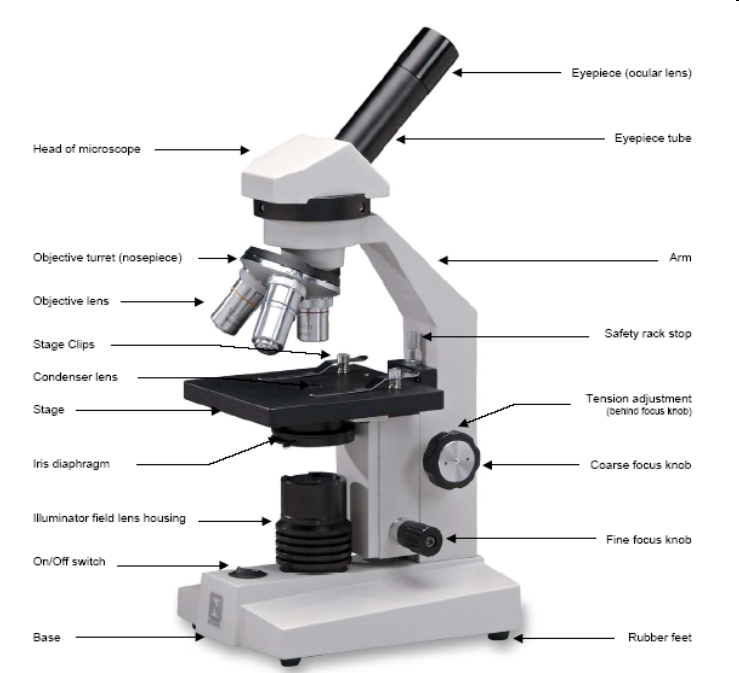 Eyepiece (ocular lens)
Eyepiece tube
Head of microscope
Objective turret (nosepiece)
Arm
Objective lens
Safety rack stop
Stage Clips
Condenser lens
Stage
Tension adjustment
(behind focus knob)
Iris diaphragm
Coarse focus knob
Illuminator field lens housing
Fine focus knob
On/Off switch
N
Base
Rubber feet